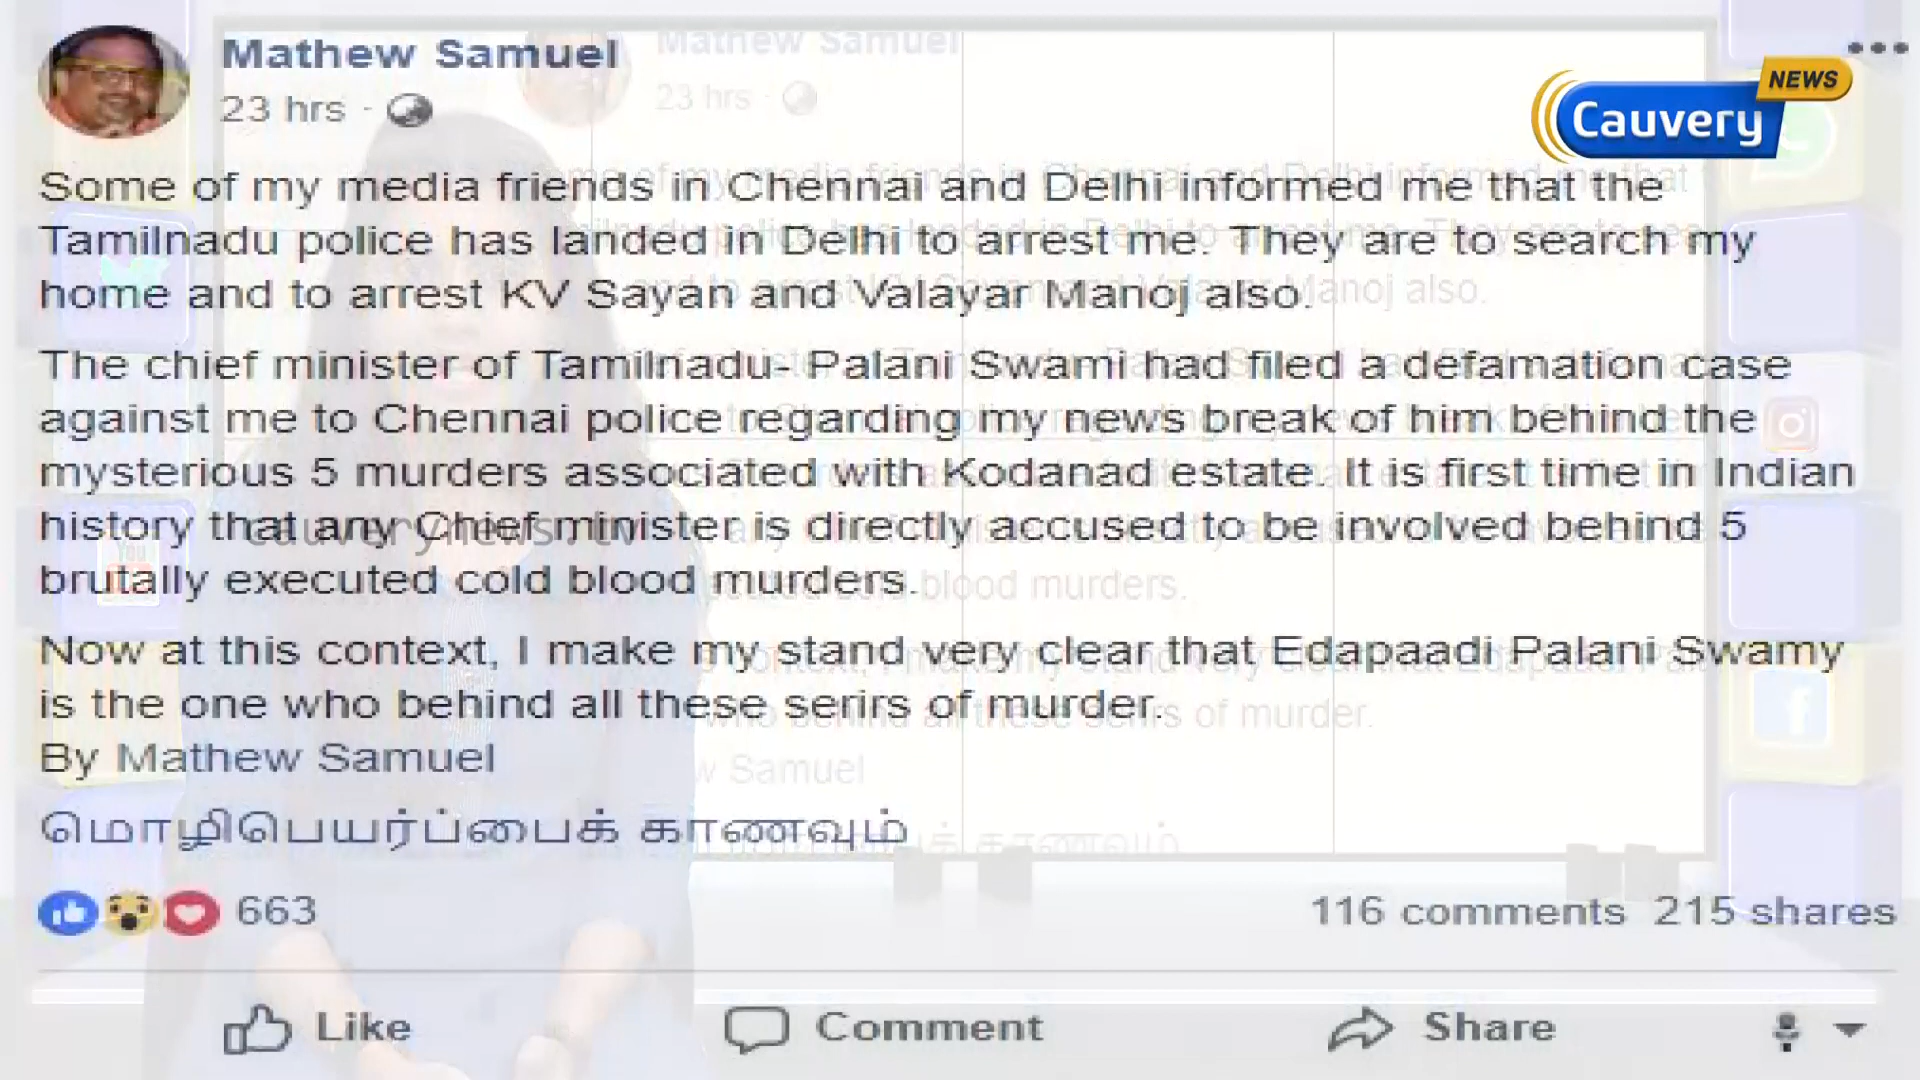 Mathew Samuel
23 hrs ·
NEWS
Cauvery
Some of my media friends in Chennai and Delhi informed me that the
Tamilnadu police has landed in Delhi to arrest me. They are to search my
home and to arrest KV Sayan and Valayar Manoj also.
The chief minister of Tamilnadu- Palani Swami had filed a defamation case
against me to Chennai police regarding my news break of him behind the
mysterious 5 murders associated with Kodanad estate. It is first time in Indian
history that any Chief minister is directly accused to be involved behind 5
brutally executed cold blood murders.
Now at this context, I make my stand very clear that Edapaadi Palani Swamy
is the one who behind all these serirs of murder.
By Mathew Samuel
மொழிபெயர்ப்பைக் காணவும்
663
116 comments 215 shares
Like Comment Share
cauverynews.tv